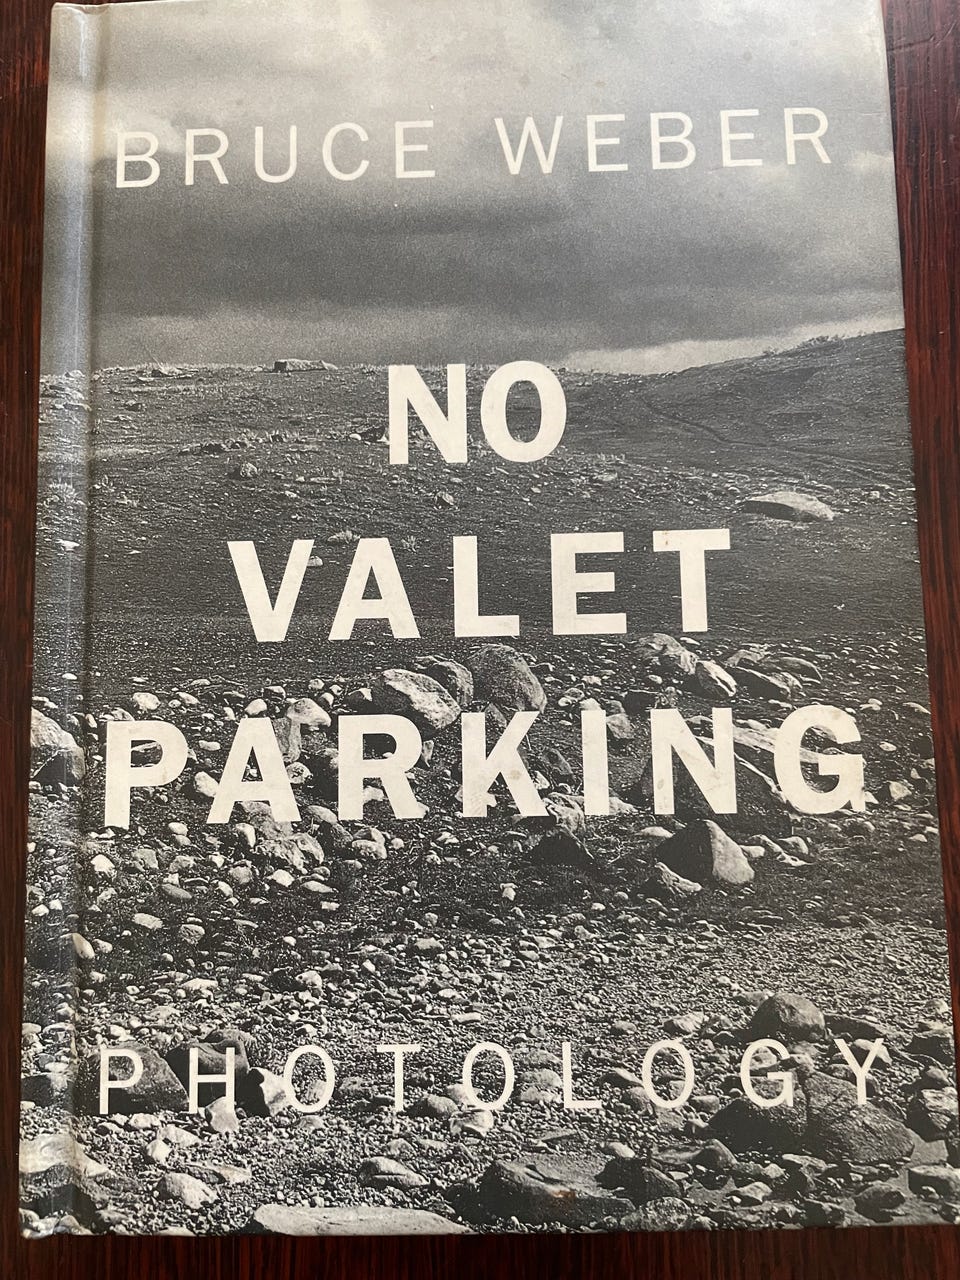 BRUCE WEBER
NO
VALET
PARKING
PHOTOLOGY